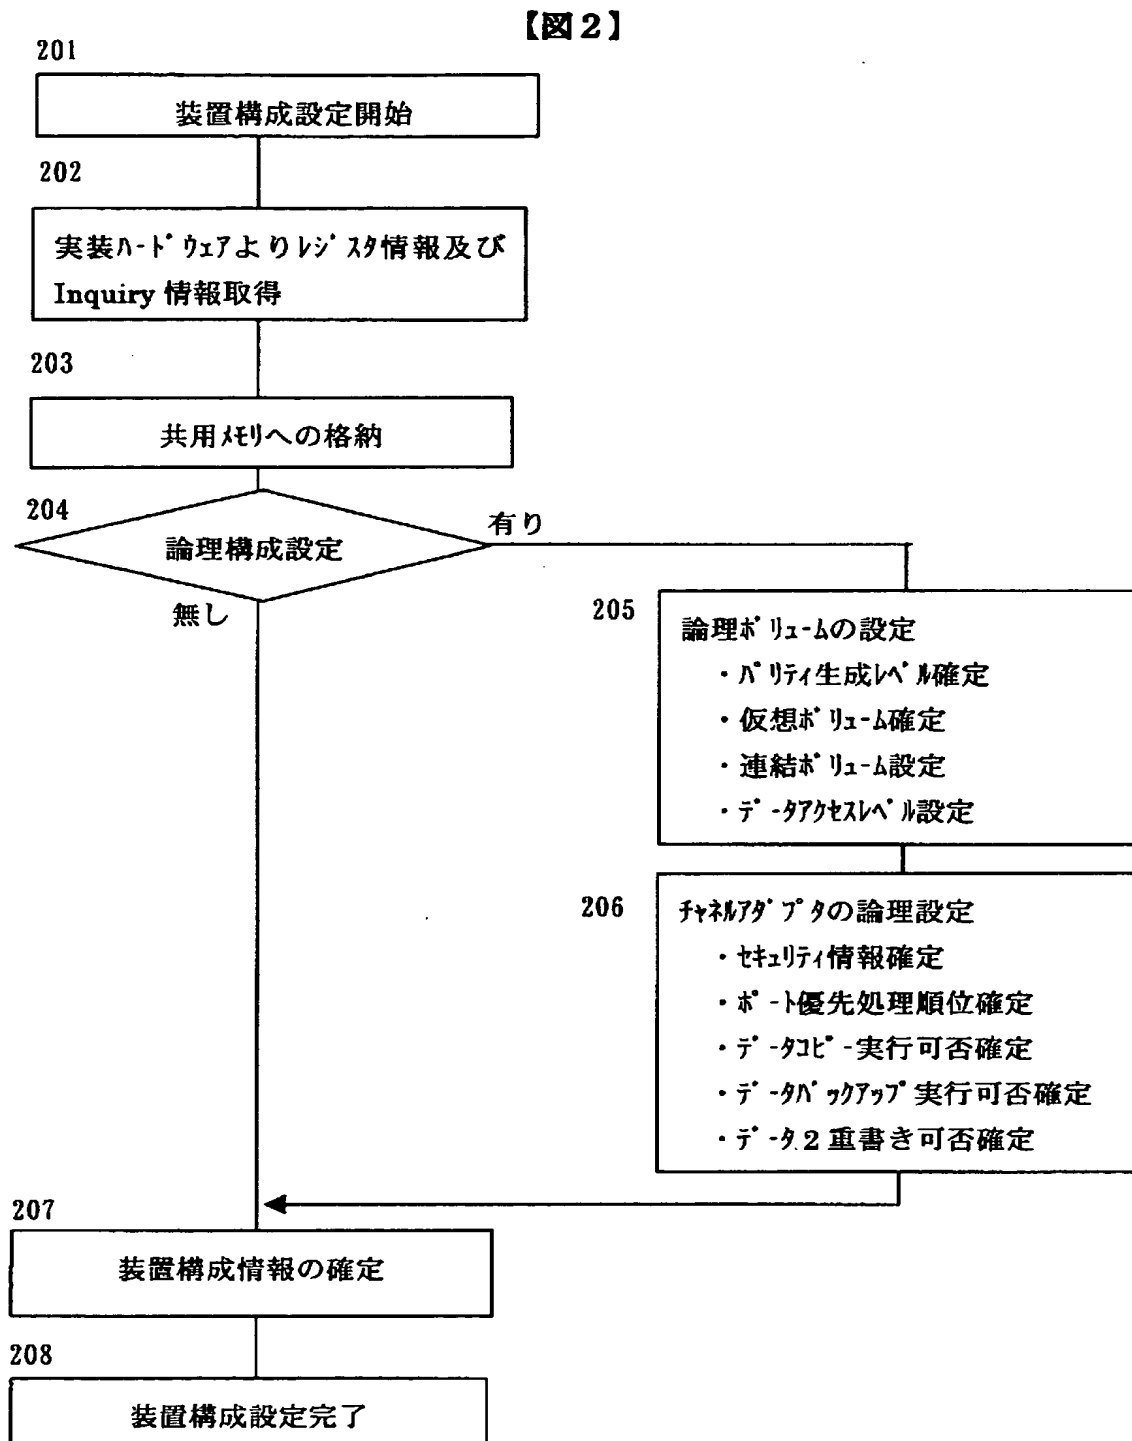 【図２】
201
装置構成設定開始
202
実装ﾊｰﾄﾞｳｪｱよりﾚｼﾞｽﾀ情報及び
Inquiry 情報取得
203
共用ﾒﾓﾘへの格納
204
論理構成設定
有り
無し
205
論理ﾎﾞﾘｭｰﾑの設定
・ﾊﾟﾘﾃｨ生成ﾚﾍﾞﾙ確定
・仮想ﾎﾞﾘｭｰﾑ確定
・連結ﾎﾞﾘｭｰﾑ設定
・ﾃﾞｰﾀｱｸｾｽﾚﾍﾞﾙ設定
206
ﾁｬﾈﾙｱﾀﾞﾌﾟﾀの論理設定
・ｾｷｭﾘﾃｨ情報確定
・ﾎﾟｰﾄ優先処理順位確定
・ﾃﾞｰﾀｺﾋﾟｰ実行可否確定
・ﾃﾞｰﾀﾊﾞｯｸｱｯﾌﾟ実行可否確定
・ﾃﾞｰﾀ２重書き可否確定
207
装置構成情報の確定
208
装置構成設定完了